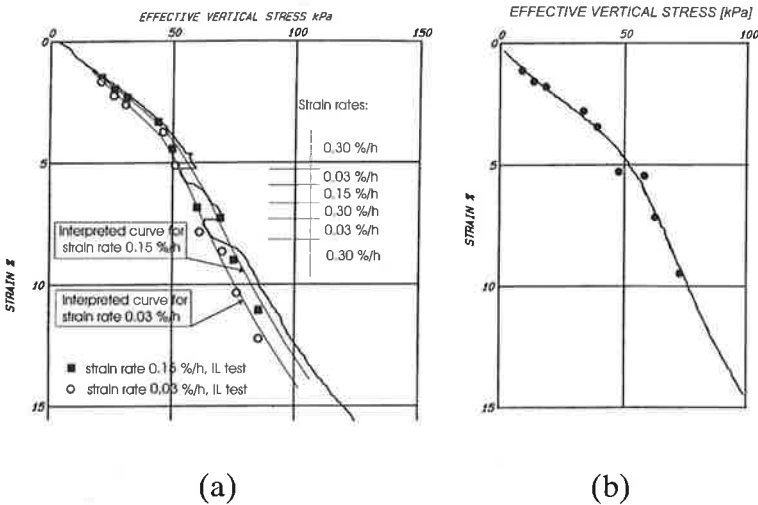 EFFECTIVE VERTICAL STRESS kPa
0 50 100 150
0
5
10
15
STRAIN %
Strain rates:
0.30 %/h
0.03 %/h
0.15 %/h
0.30 %/h
0.03 %/h
0.30 %/h
Interpreted curve for
strain rate 0.15 %/h
Interpreted curve for
strain rate 0.03 %/h
strain rate 0.15 %/h, IL test
strain rate 0,03 %/h, IL test
(a)
EFFECTIVE VERTICAL STRESS [kPa]
0 50 100
0
5
10
15
STRAIN %
(b)